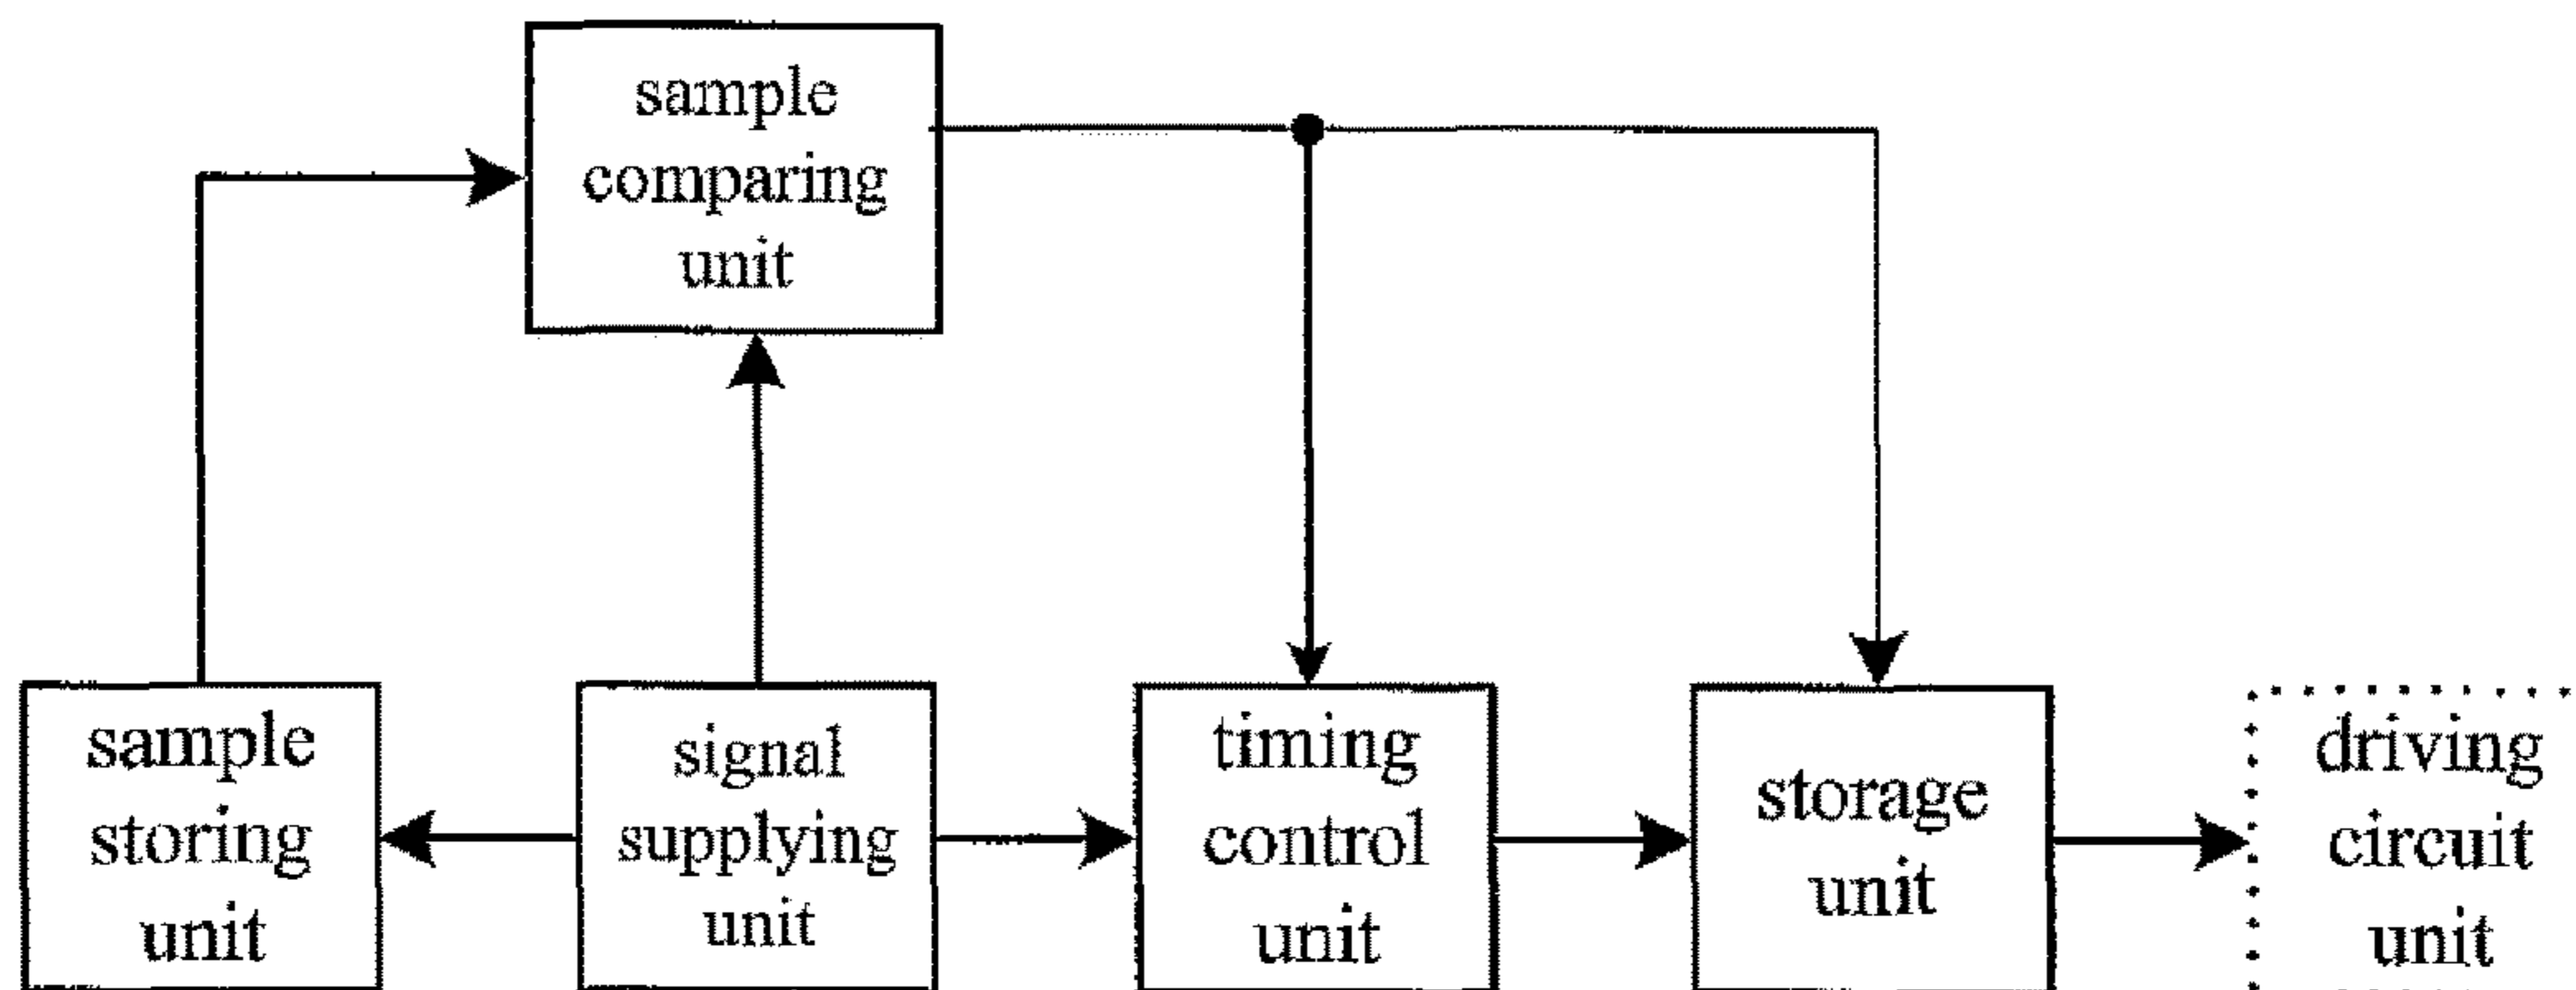 sample
comparing
unit
sample
storing
unit
signal
supplying
unit
timing
control
unit
storage
unit
driving
circuit
unit